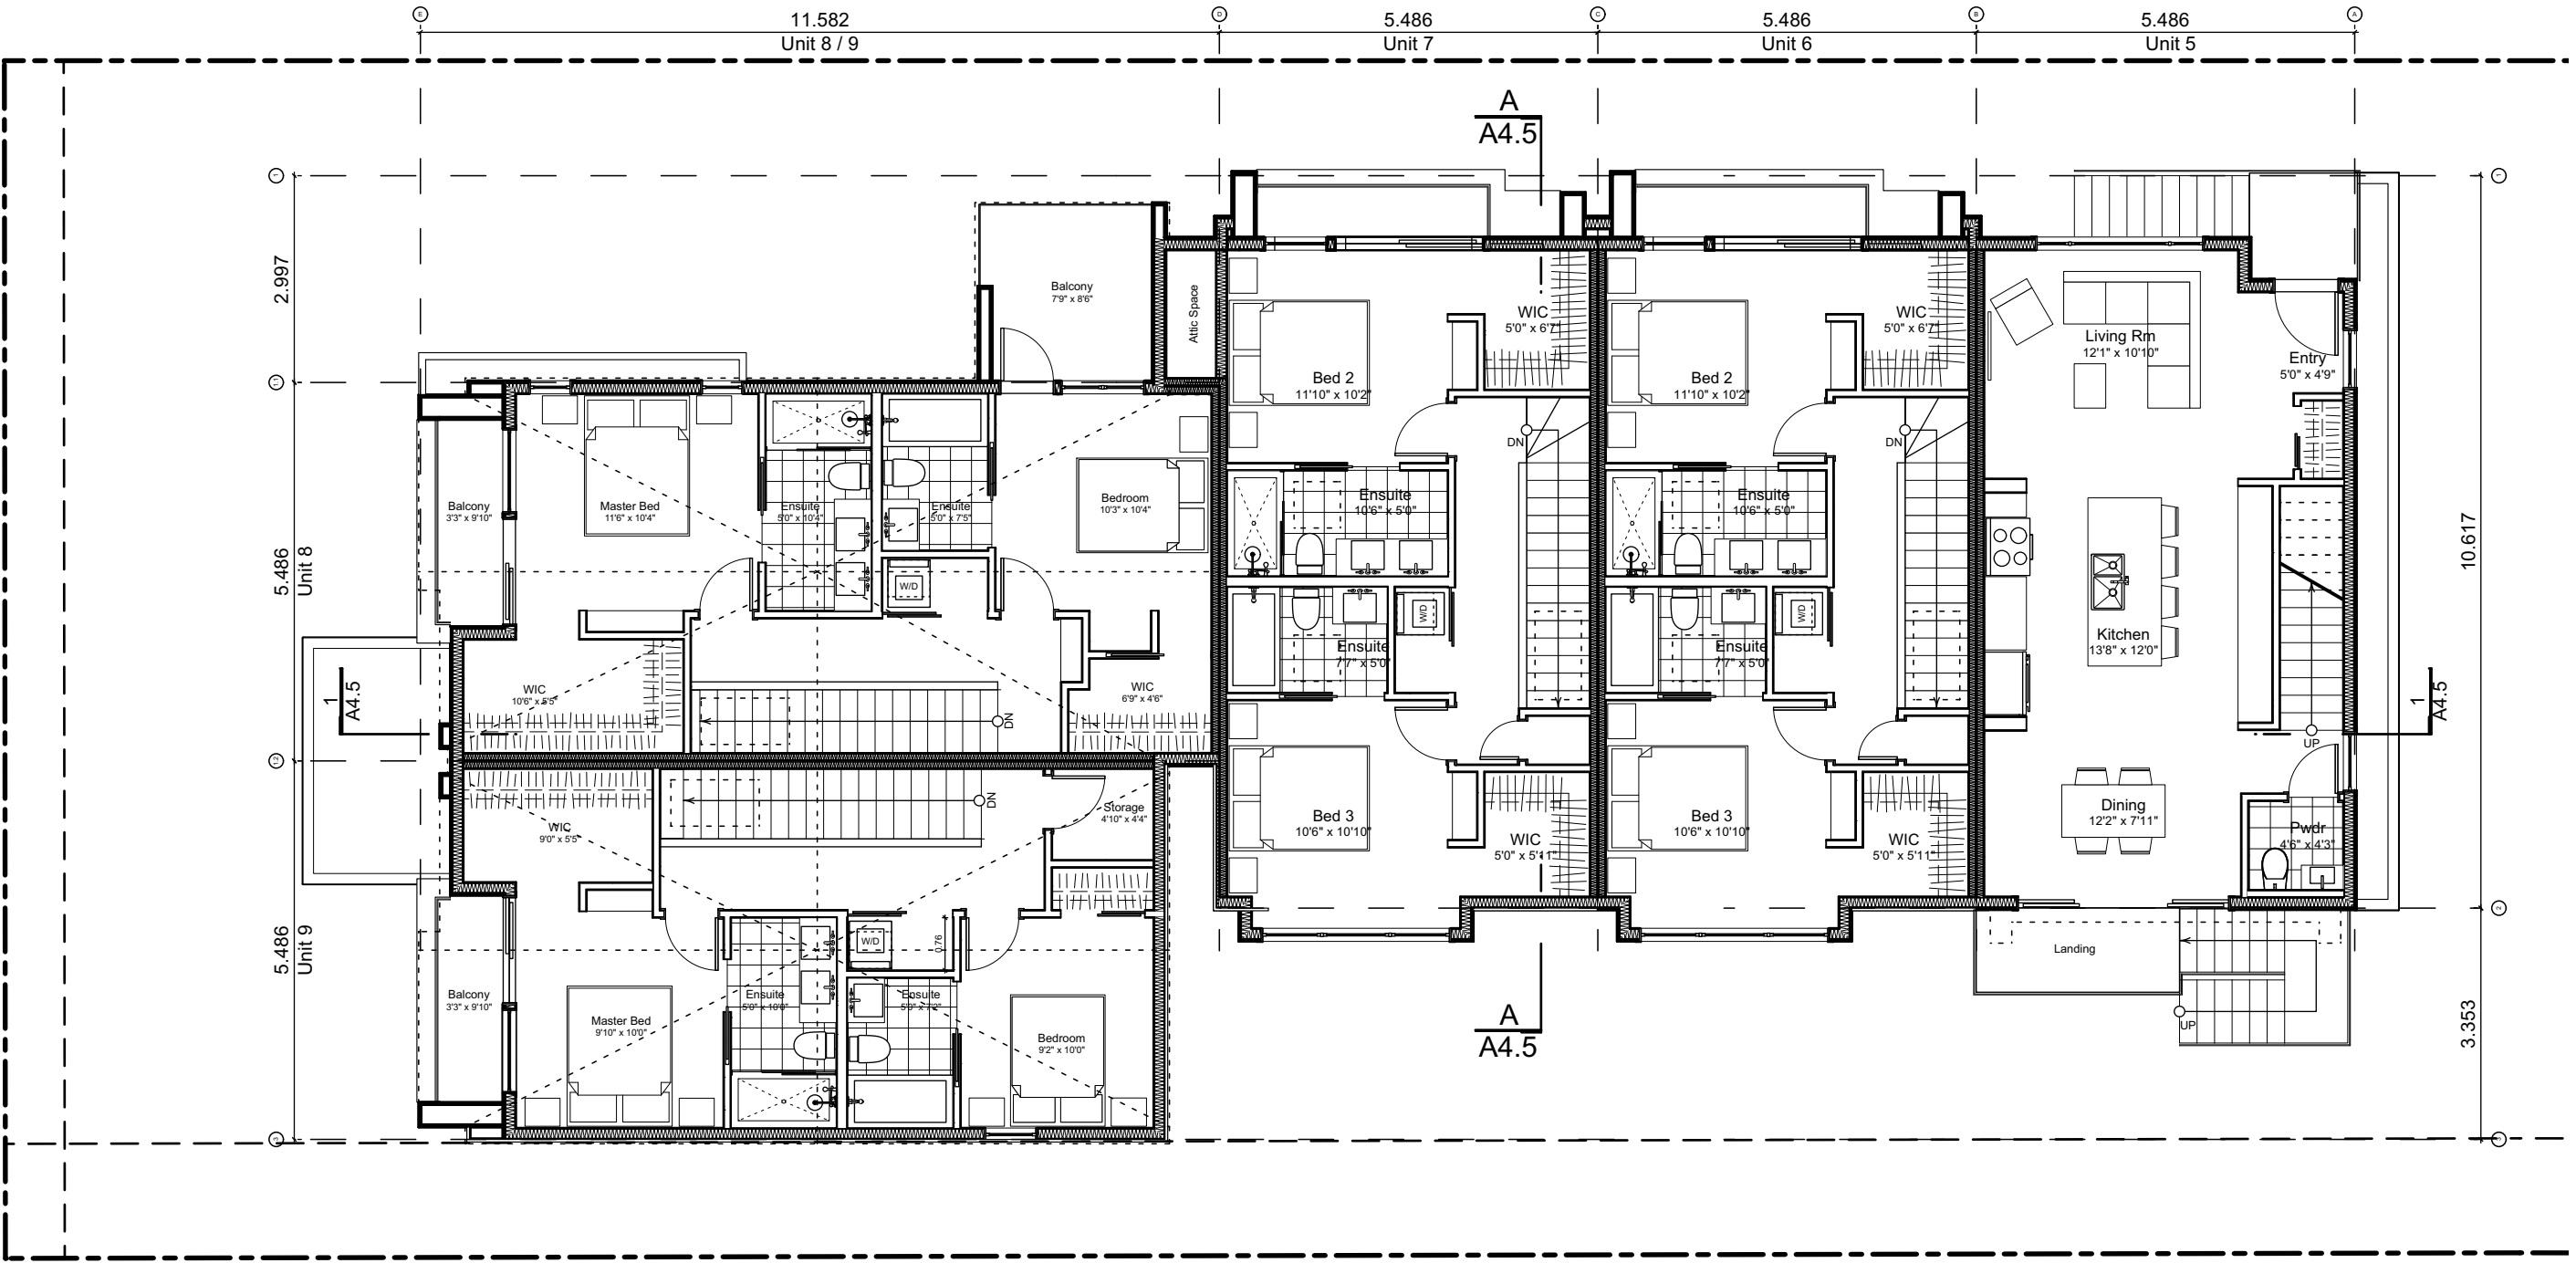 E
D
C
B
A
11.582
5.486
5.486
5.486
Unit 8 / 9
Unit 7
Unit 6
Unit 5
A
A4.5
1
1
2.997
Balcony
7'9" x 8'6"
Attic Space
WIC
5'0" x 6'7"
WIC
5'0" x 6'7"
Living Rm
12'1" x 10'10"
Entry
5'0" x 4'9"
1.1
Bed 2
11'10" x 10'2"
Bed 2
11'10" x 10'2"
DN
DN
Balcony
3'3" x 9'10"
Master Bed
11'6" x 10'4"
Ensuite
5'0" x 10'4"
Ensuite
5'0" x 7'5"
Bedroom
10'3" x 10'4"
Ensuite
10'6" x 5'0"
Ensuite
10'6" x 5'0"
5.486
Unit 8
10.617
W/D
W/D
W/D
Ensuite
7'7" x 5'0"
Ensuite
7'7" x 5'0"
Kitchen
13'8" x 12'0"
1
A4.5
WIC
10'6" x 5'5"
WIC
6'9" x 4'6"
DN
1
A4.5
UP
1.2
DN
Storage
4'10" x 4'4"
WIC
9'0" x 5'5"
Bed 3
10'6" x 10'10"
WIC
5'0" x 5'11"
Bed 3
10'6" x 10'10"
WIC
5'0" x 5'11"
Dining
12'2" x 7'11"
Pwdr
4'6" x 4'3"
2
5.486
Unit 9
W/D
0.76
Landing
Balcony
3'3" x 9'10"
Ensuite
5'0" x 10'0"
Ensuite
Master Bed
9'10" x 10'0"
Bedroom
9'2" x 10'0"
A
A4.5
UP
3.353
3